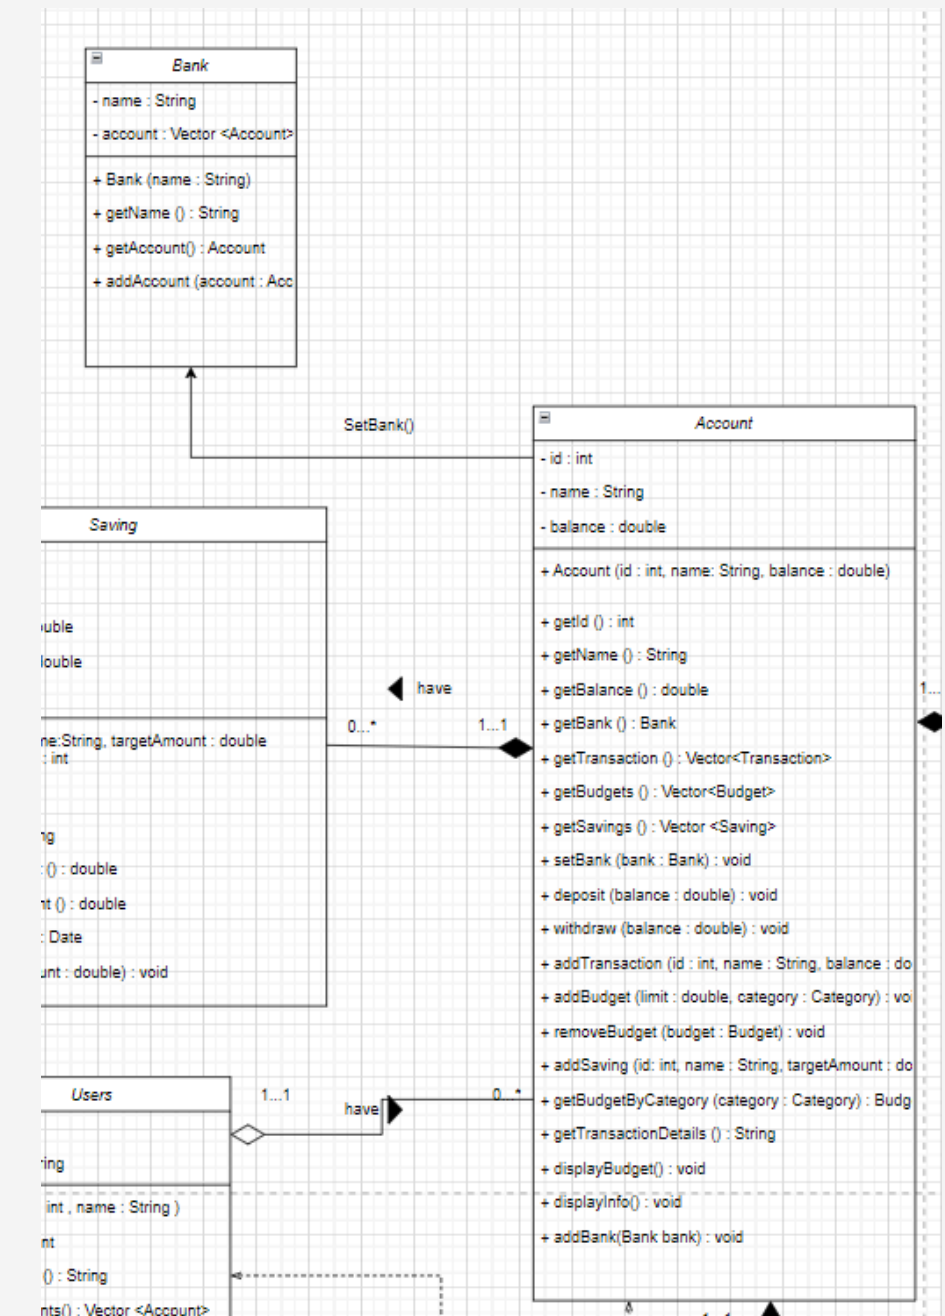 Bank
- name : String
- account : Vector <Account>
+ Bank (name : String)
+ getName () : String
+ getAccount() : Account
+ addAccount (account : Acc
SetBank()
Account
- id : int
- name : String
- balance : double
+ Account (id : int, name: String, balance : double)
+ getId () : int
+ getName () : String
+ getBalance () : double
+ getBank () : Bank
+ getTransaction () : Vector<Transaction>
+ getBudgets () : Vector<Budget>
+ getSavings () : Vector <Saving>
+ setBank (bank : Bank) : void
+ deposit (balance : double) : void
+ withdraw (balance : double) : void
+ addTransaction (id : int, name : String, balance : do
+ addBudget (limit : double, category : Category) : voi
+ removeBudget (budget : Budget) : void
+ addSaving (id: int, name : String, targetAmount : do
+ getBudgetByCategory (category : Category) : Budg
+ getTransactionDetails () : String
+ displayBudget() : void
+ displayInfo() : void
+ addBank(Bank bank) : void
Saving
ouble
double
me:String, targetAmount : double
: int
ng
() : double
nt () : double
: Date
unt : double) : void
have
0...*
1...1
1...
Users
ring
int , name : String )
nt
() : String
nts() : Vector <Account>
1...1
have
0...*